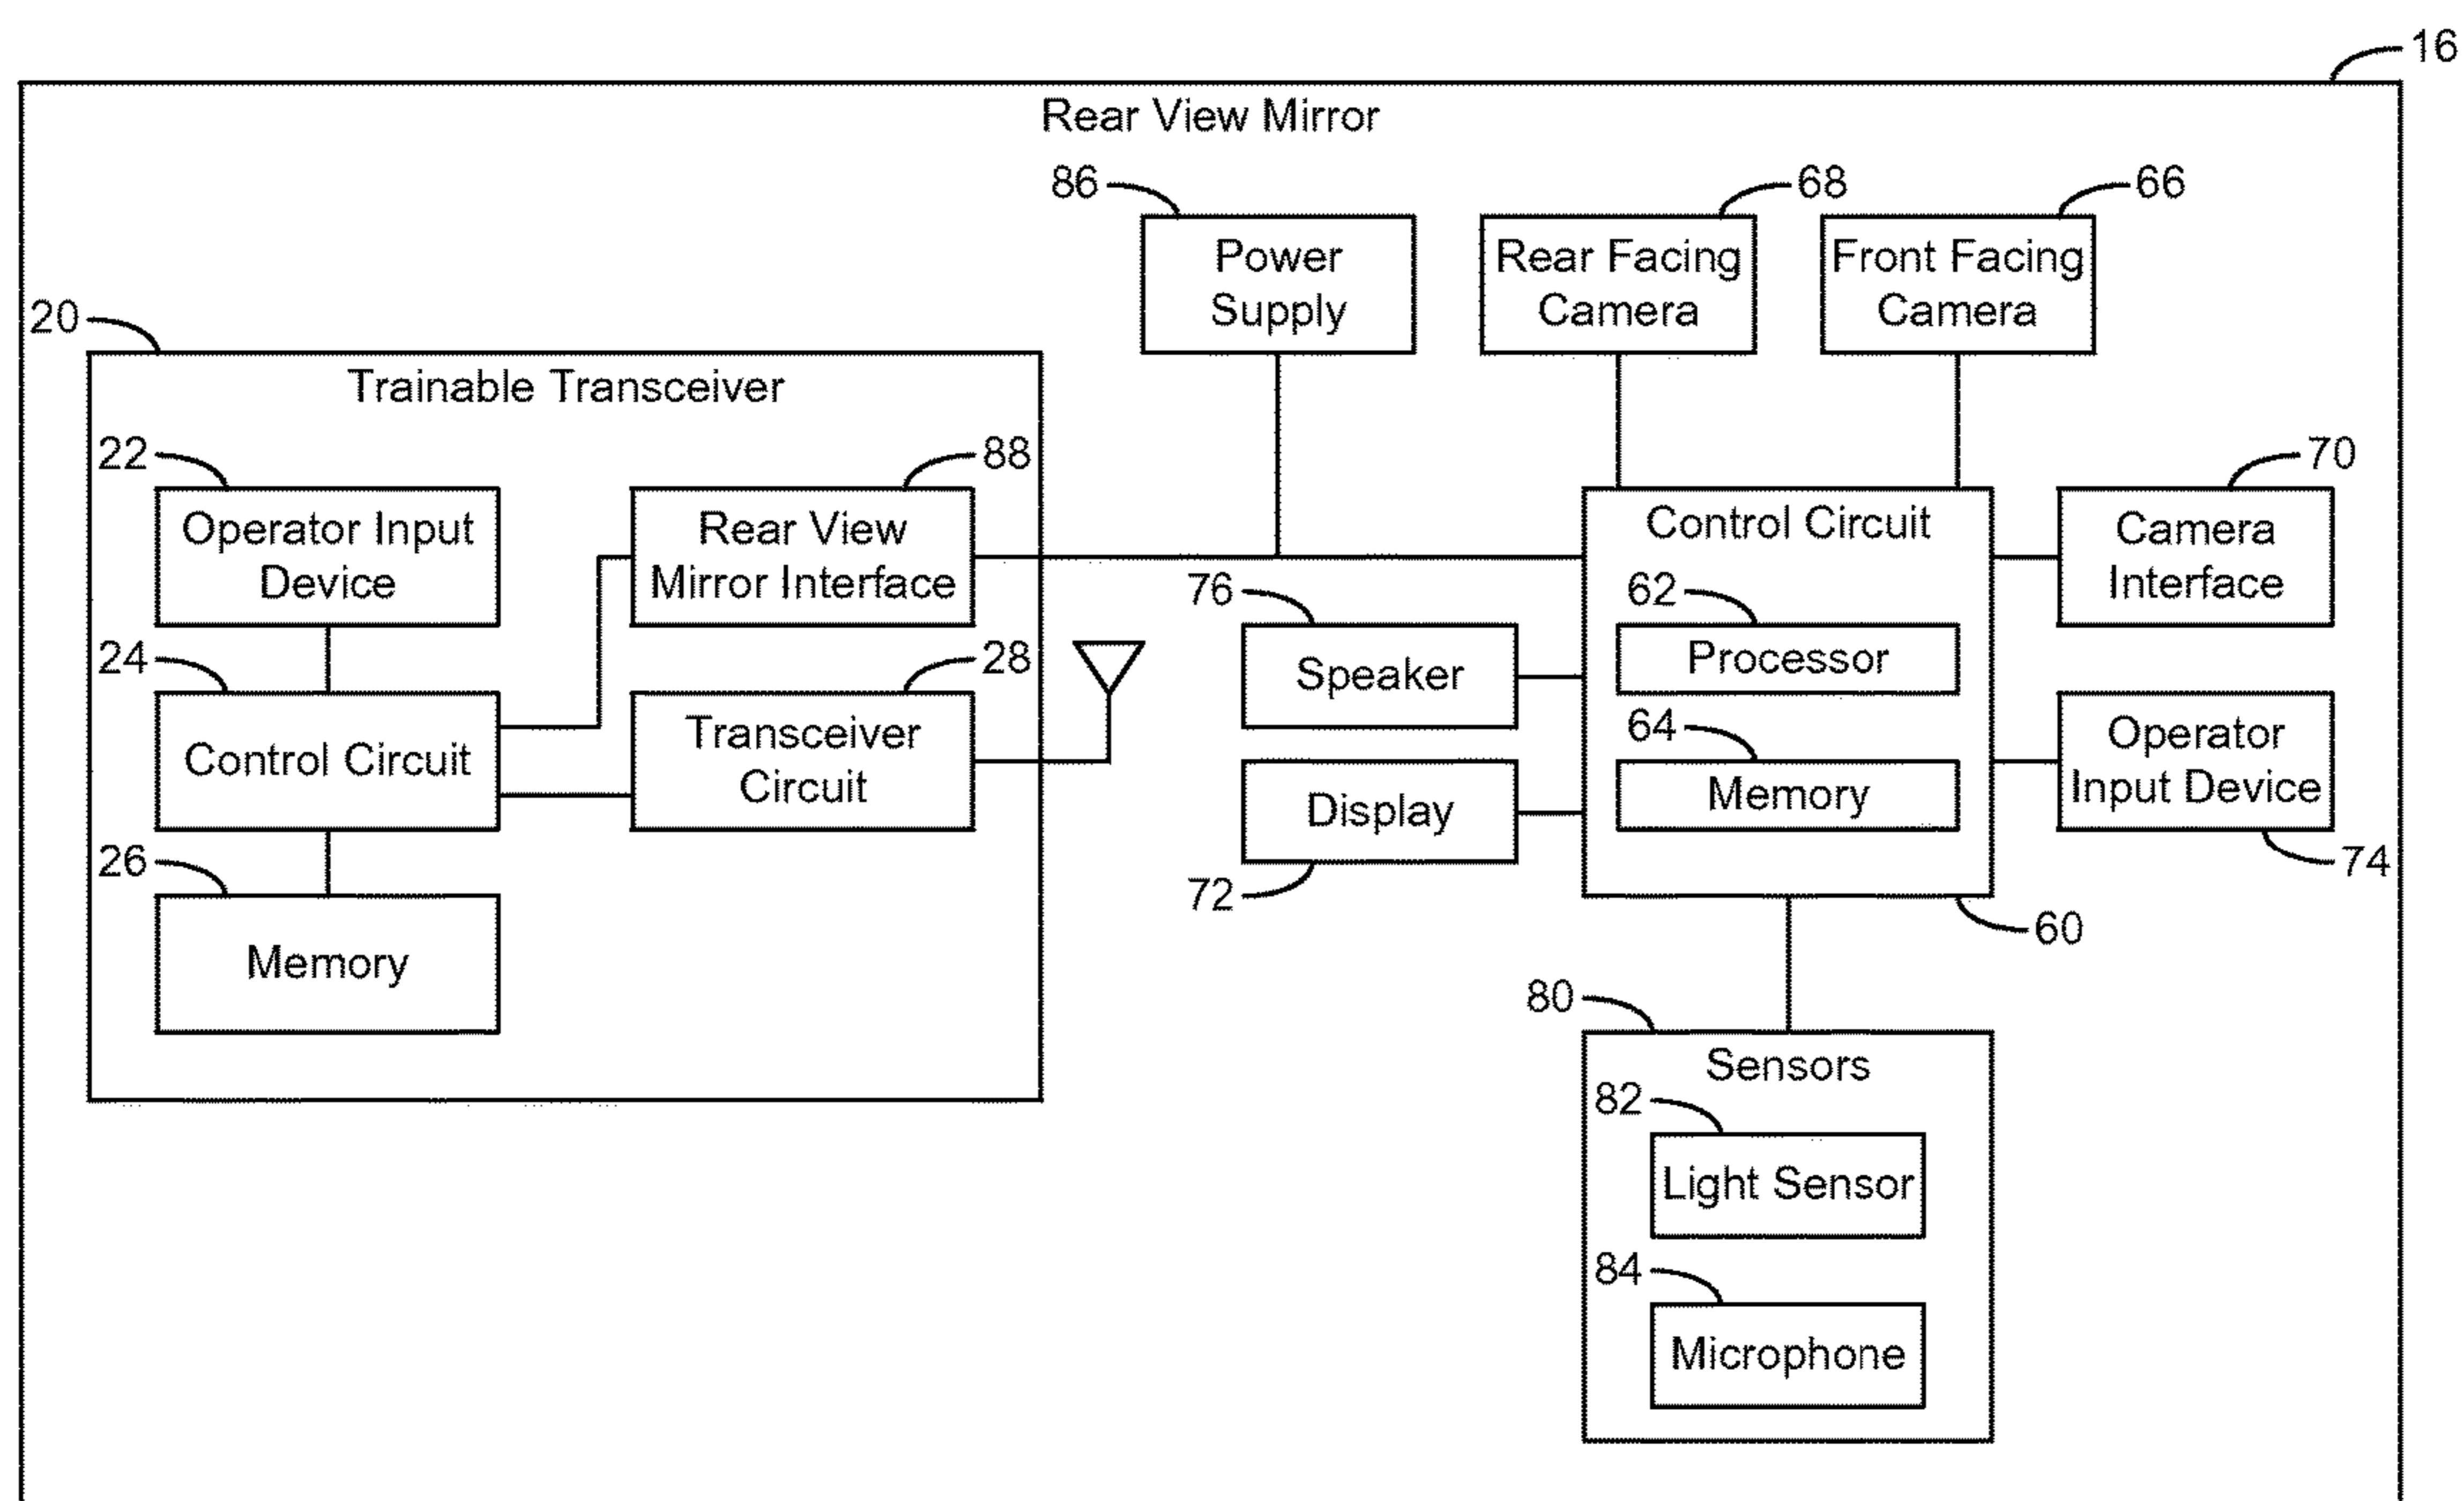 16
Rear View Mirror
86
68
66
Power
Supply
Rear Facing
Camera
Front Facing
Camera
20
Trainable Transceiver
22
Operator Input
Device
88
Rear View
Mirror Interface
24
Control Circuit
28
Transceiver
Circuit
26
Memory
76
Speaker
Display
72
Control Circuit
62
Processor
64
Memory
60
70
Camera
Interface
Operator
Input Device
74
80
Sensors
82
Light Sensor
84
Microphone